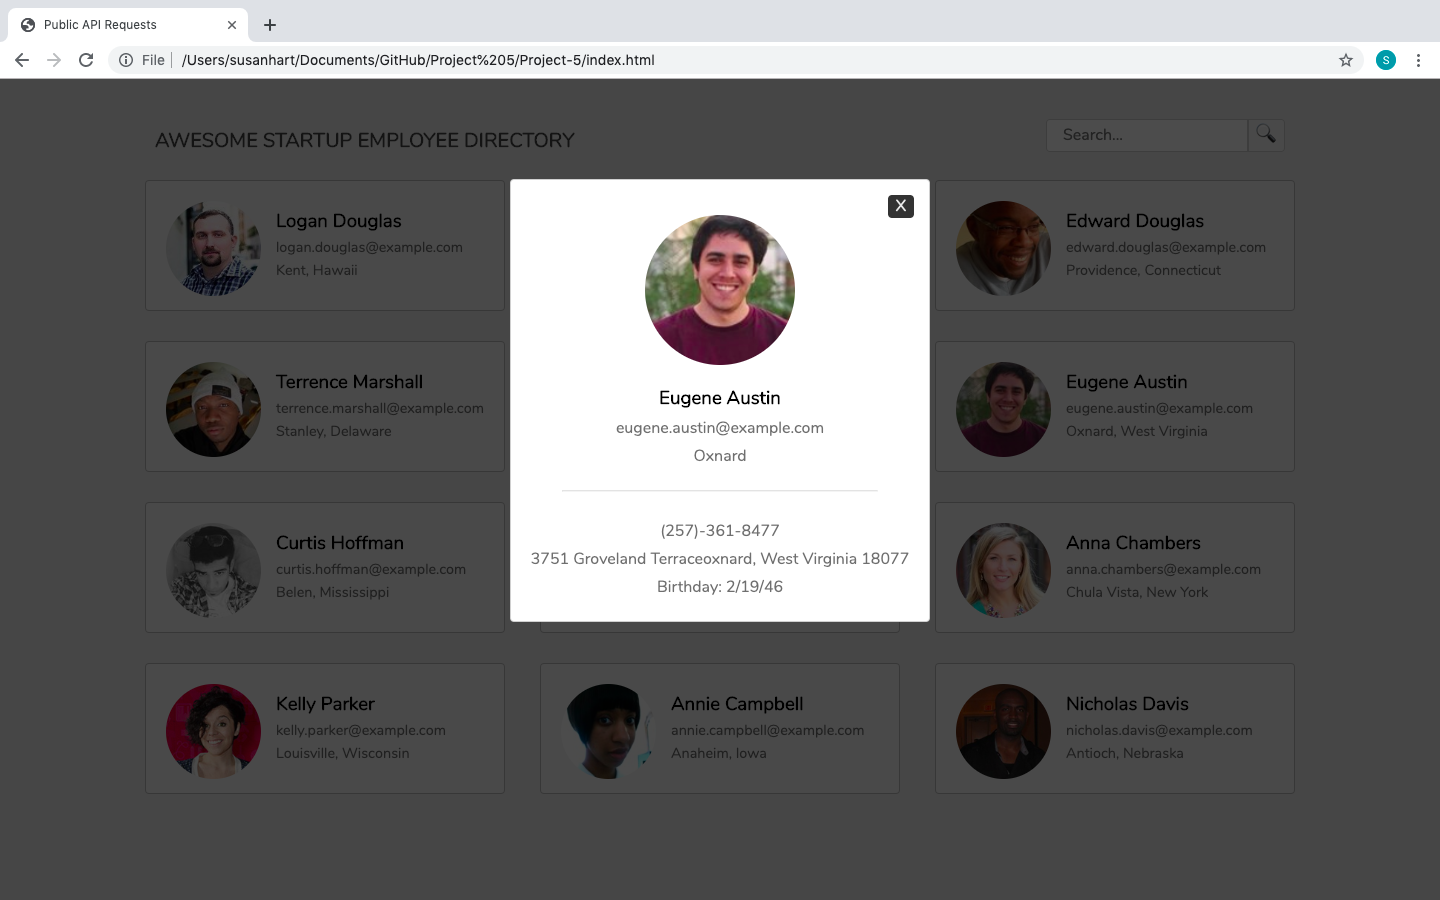 Public API Requests
File
/Users/susanhart/Documents/GitHub/Project%205/Project-5/index.html
S
AWESOME STARTUP EMPLOYEE DIRECTORY
Search...
Logan Douglas
logan.douglas@example.com
Kent, Hawaii
X
Eugene Austin
eugene.austin@example.com
Oxnard
(257)-361-8477
3751 Groveland Terraceoxnard, West Virginia 18077
Birthday: 2/19/46
Edward Douglas
edward.douglas@example.com
Providence, Connecticut
Terrence Marshall
terrence.marshall@example.com
Stanley, Delaware
Eugene Austin
eugene.austin@example.com
Oxnard, West Virginia
Curtis Hoffman
curtis.hoffman@example.com
Belen, Mississippi
Anna Chambers
anna.chambers@example.com
Chula Vista, New York
Kelly Parker
kelly.parker@example.com
Louisville, Wisconsin
Annie Campbell
annie.campbell@example.com
Anaheim, Iowa
Nicholas Davis
nicholas.davis@example.com
Antioch, Nebraska